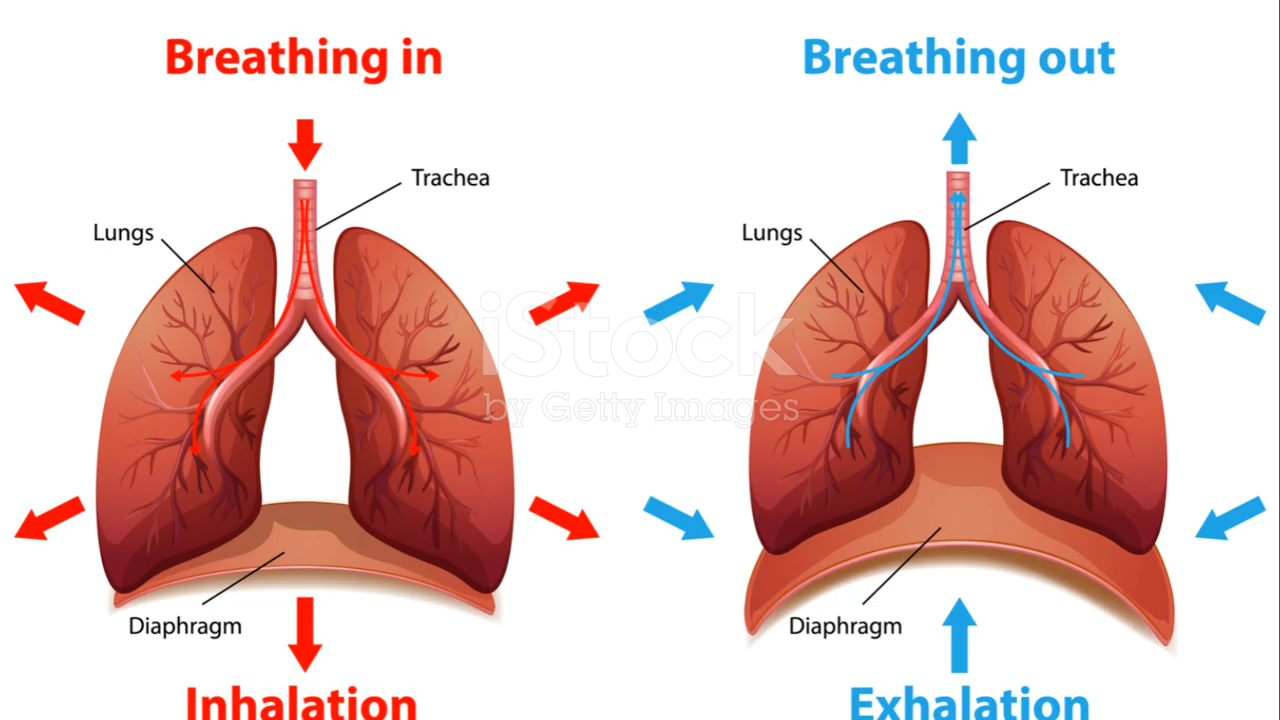 Breathing in
Breathing out
Trachea
Trachea
Lungs
Lungs
iStock
by Getty Images
Diaphragm
Diaphragm
Inhalation
Exhalation